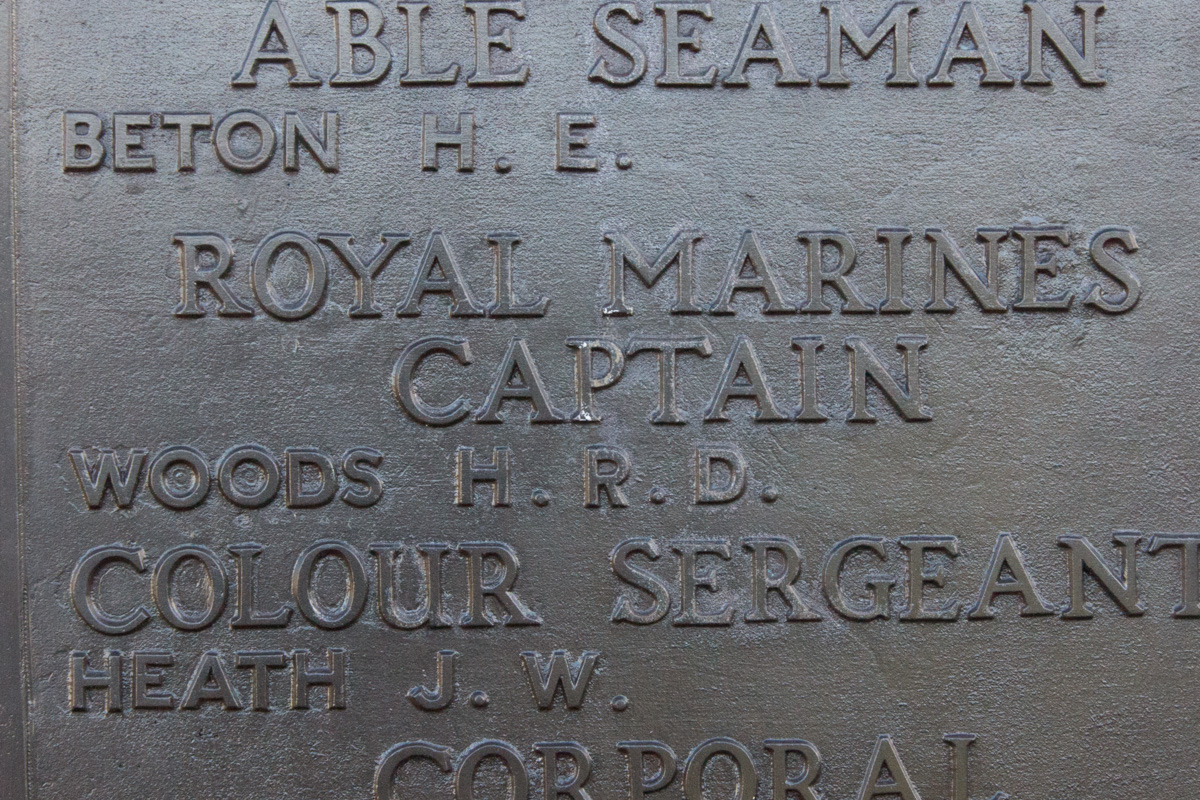 ABLE SEAMAN
BETON H. E.
ROYAL MARINES
CAPTAIN
WOODS H. R. D.
COLOUR SERGEANT
HEATH J. W.
CORPORAL